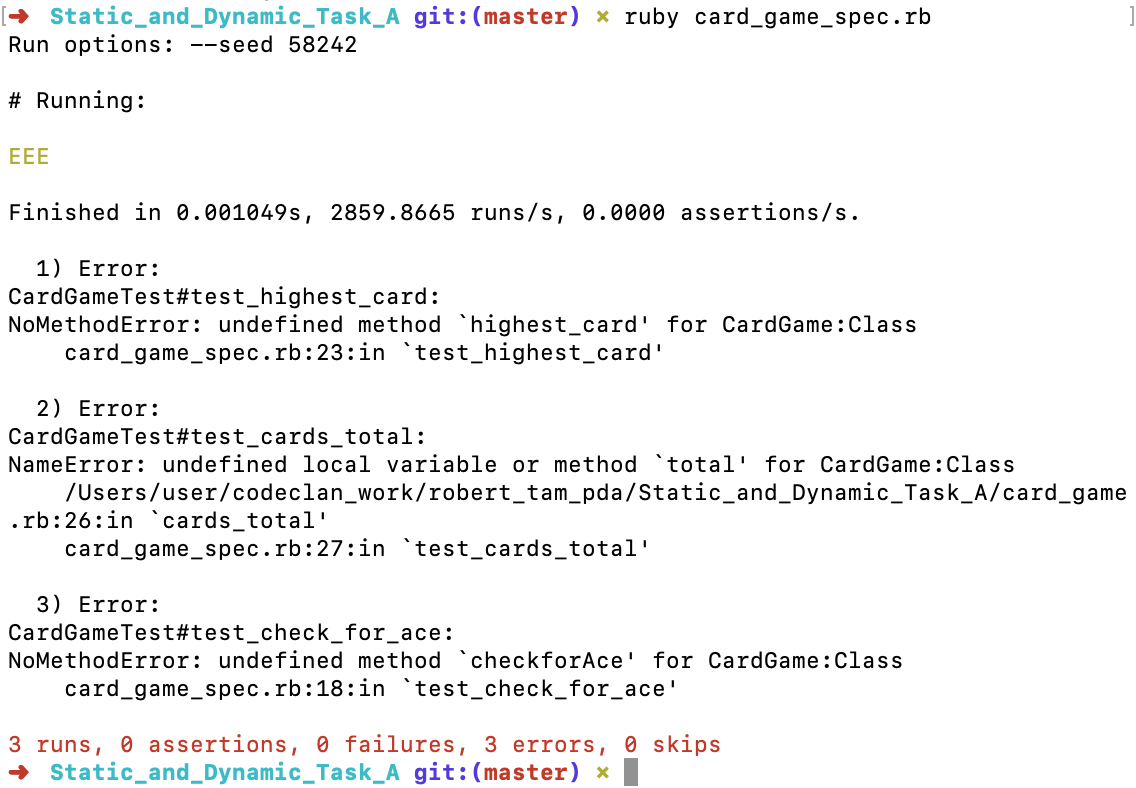 [➜  Static_and_Dynamic_Task_A git:(master) ✗ ruby card_game_spec.rb ]
Run options: --seed 58242

# Running:

EEE

Finished in 0.001049s, 2859.8665 runs/s, 0.0000 assertions/s.

  1) Error:
CardGameTest#test_highest_card:
NoMethodError: undefined method `highest_card' for CardGame:Class
    card_game_spec.rb:23:in `test_highest_card'

  2) Error:
CardGameTest#test_cards_total:
NameError: undefined local variable or method `total' for CardGame:Class
    /Users/user/codeclan_work/robert_tam_pda/Static_and_Dynamic_Task_A/card_game
.rb:26:in `cards_total'
    card_game_spec.rb:27:in `test_cards_total'

  3) Error:
CardGameTest#test_check_for_ace:
NoMethodError: undefined method `checkforAce' for CardGame:Class
    card_game_spec.rb:18:in `test_check_for_ace'

3 runs, 0 assertions, 0 failures, 3 errors, 0 skips
➜  Static_and_Dynamic_Task_A git:(master) ✗